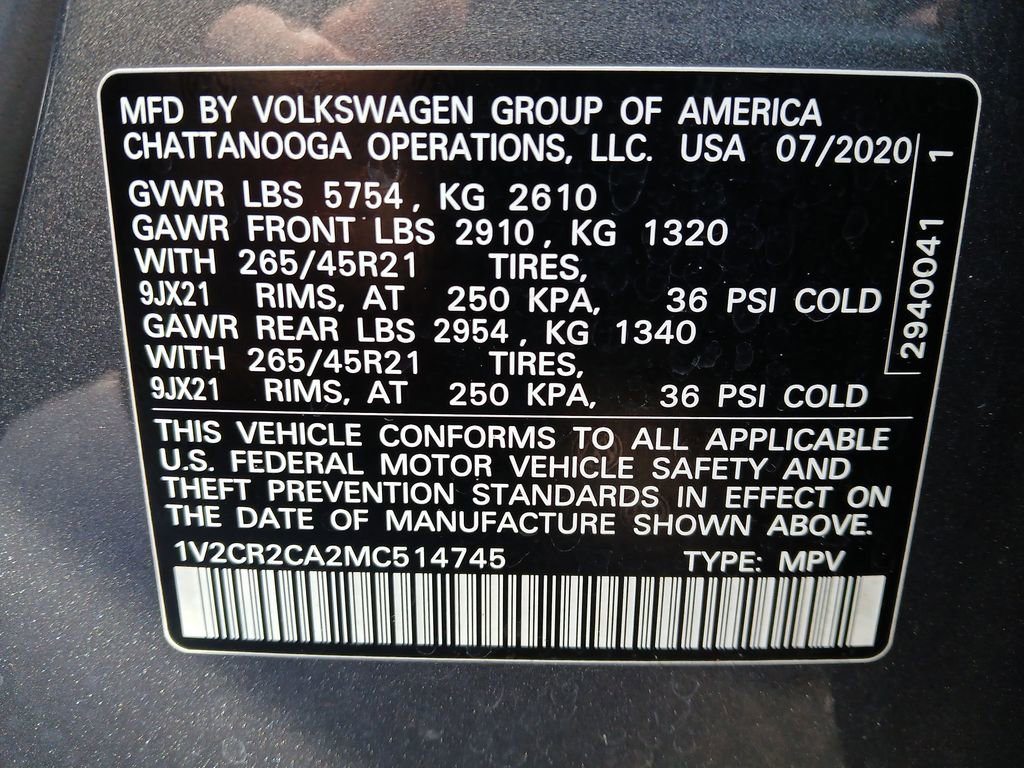 MFD BY VOLKSWAGEN GROUP OF AMERICA
CHATTANOOGA OPERATIONS, LLC. USA 07/2020
GVWR LBS 5754, KG 2610
GAWR FRONT LBS 2910, KG 1320
WITH 265/45R21 TIRES,
9JX21 RIMS, AT 250 KPA, 36 PSI COLD
GAWR REAR LBS 2954, KG 1340
WITH 265/45R21 TIRES,
9JX21 RIMS, AT 250 KPA, 36 PSI COLD
THIS VEHICLE CONFORMS TO ALL APPLICABLE
U.S. FEDERAL MOTOR VEHICLE SAFETY AND
THEFT PREVENTION STANDARDS IN EFFECT ON
THE DATE OF MANUFACTURE SHOWN ABOVE.
1V2CR2CA2MC514745 TYPE: MPV
2940041 1